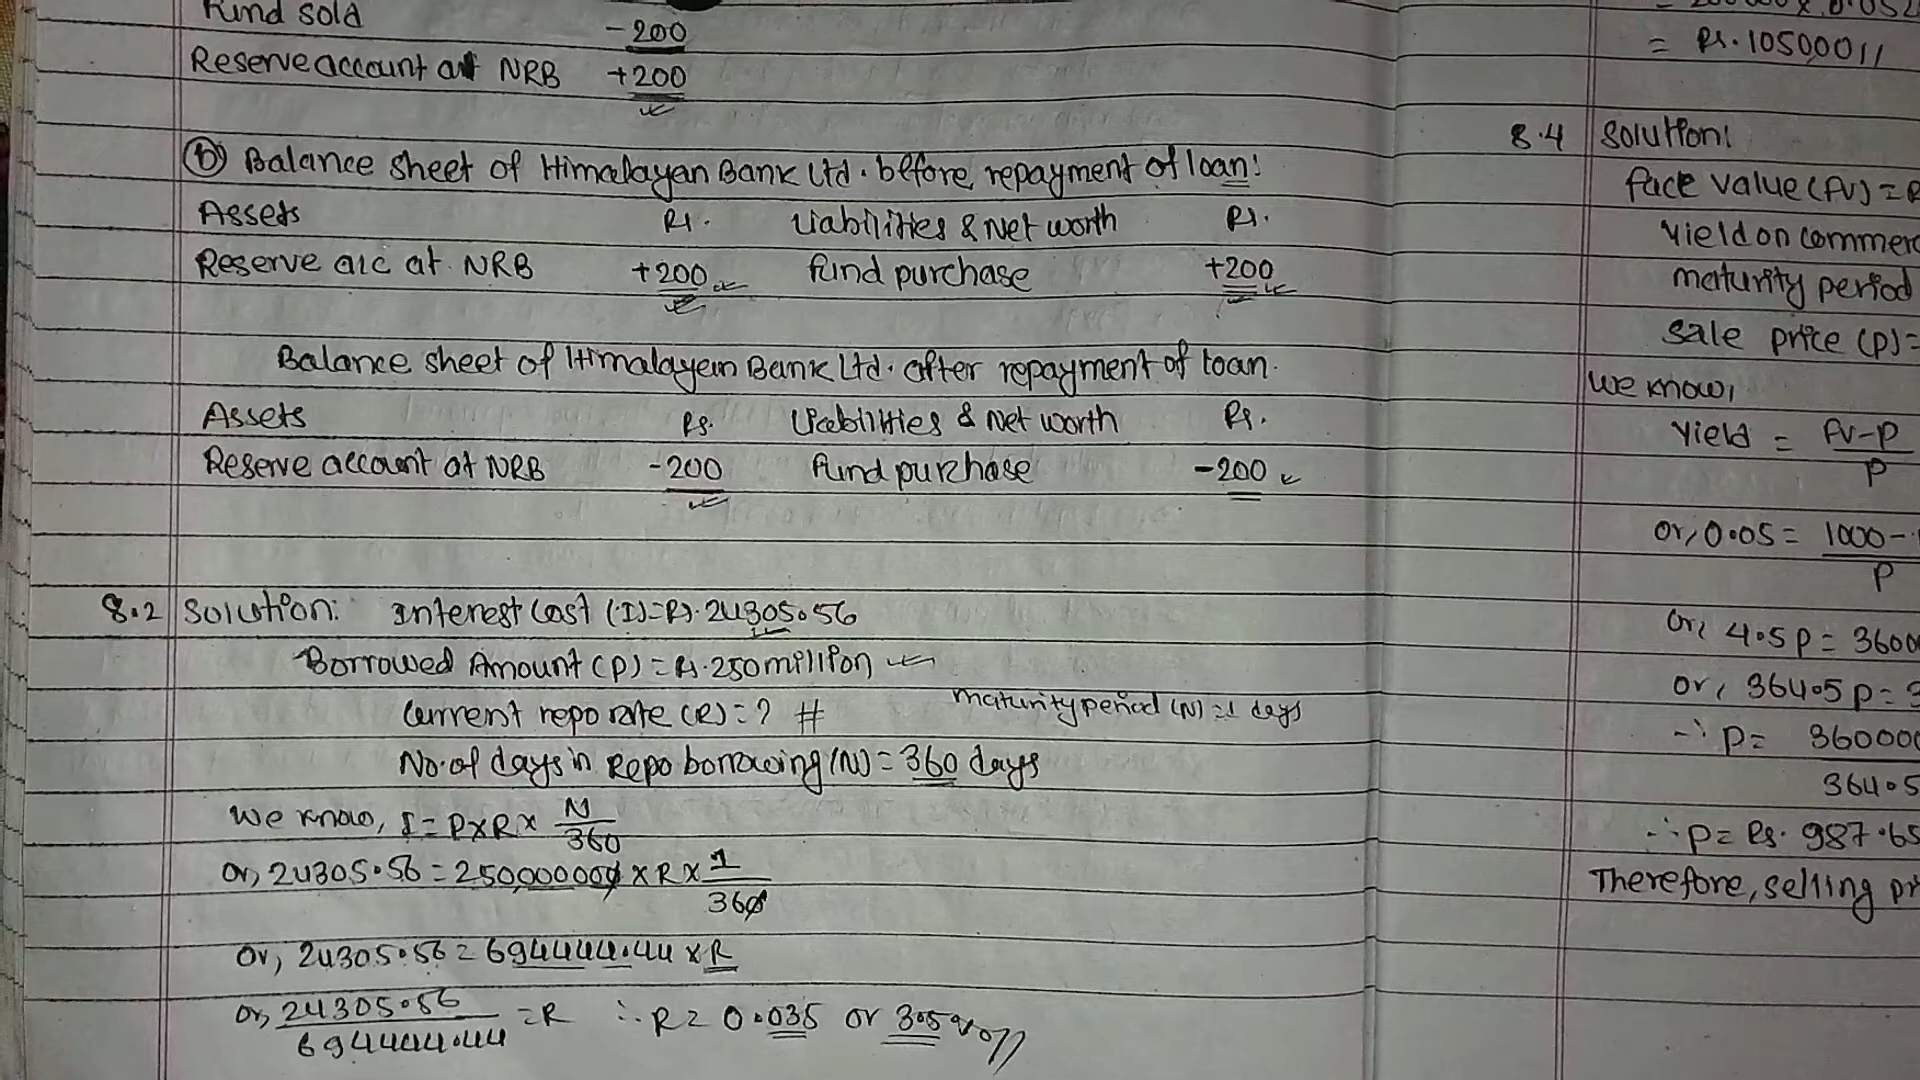 Fund sold -200
Reserve account at NRB +200
(b) Balance sheet of Himalayan Bank Ltd. before repayment of loan:
Assets Rs. Liabilities & Net worth Rs.
Reserve a/c at NRB +200 fund purchase +200
Balance sheet of Himalayan Bank Ltd. after repayment of loan.
Assets Rs. Liabilities & Net worth Rs.
Reserve account at NRB -200 fund purchase -200
8.2 Solution: Interest Cost (I)=Rs.24305.56
Borrowed Amount (P) = Rs.250 million
Current repo rate (R) = ? # maturity period (N) = 1 days
No. of days in Repo borrowing (N) = 360 days
We know, I = P×R× N/360
Or, 24305.56 = 250,000000 × R × 1/360
Or, 24305.56 = 694444.44 × R
Or, 24305.56/694444.44 = R ∴ R = 0.035 or 3.5%//
= Rs.1050000//
8.4 Solution:
face value (FV) =
Yield on
maturity period
Sale price (P) =
We know,
Yield = FV-P/P
Or, 0.05 = 1000-/P
Or, 4.5P = 3600
Or, 364.5P = 3
∴ P = 360000
364.5
∴ P = Rs. 987.65
Therefore, selling